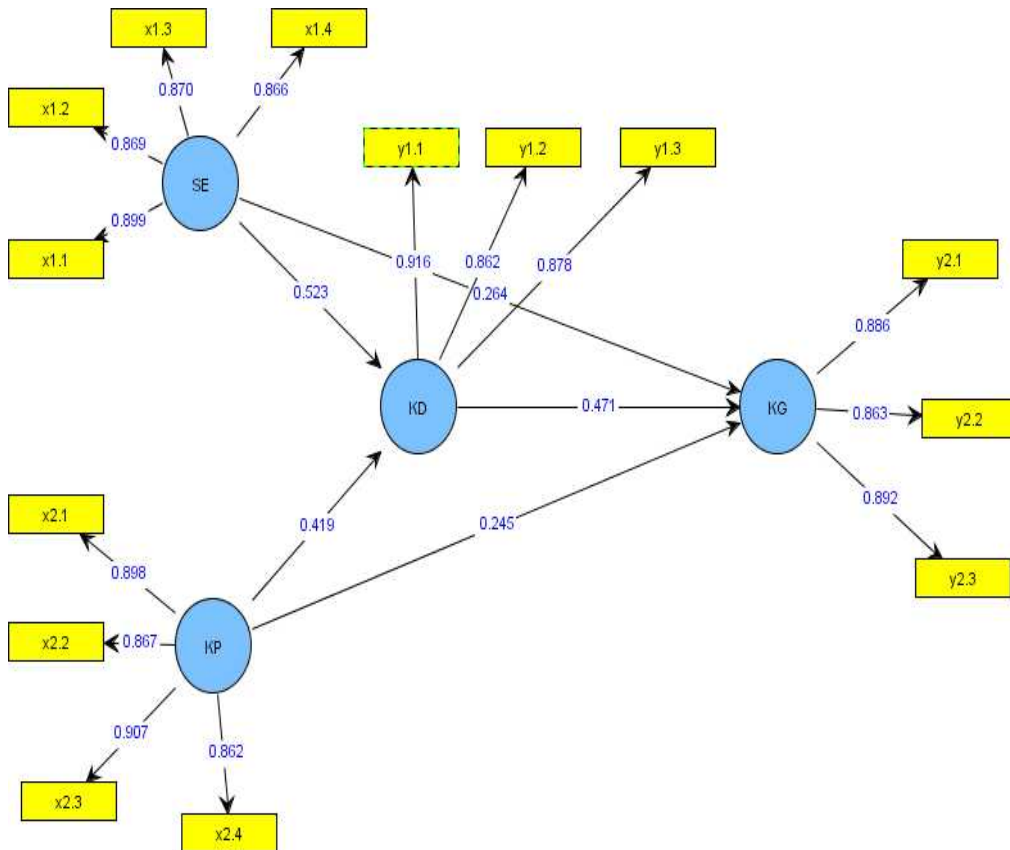 x1.3
x1.4
0.870
0.866
x1.2
0.869
SE
0.899
x1.1
y1.1
y1.2
y1.3
0.916
0.862
0.878
0.264
0.523
y2.1
0.886
KD
0.471
KG
0.863
y2.2
0.892
y2.3
x2.1
0.419
0.245
0.898
x2.2
0.867
KP
0.907
0.862
x2.3
x2.4